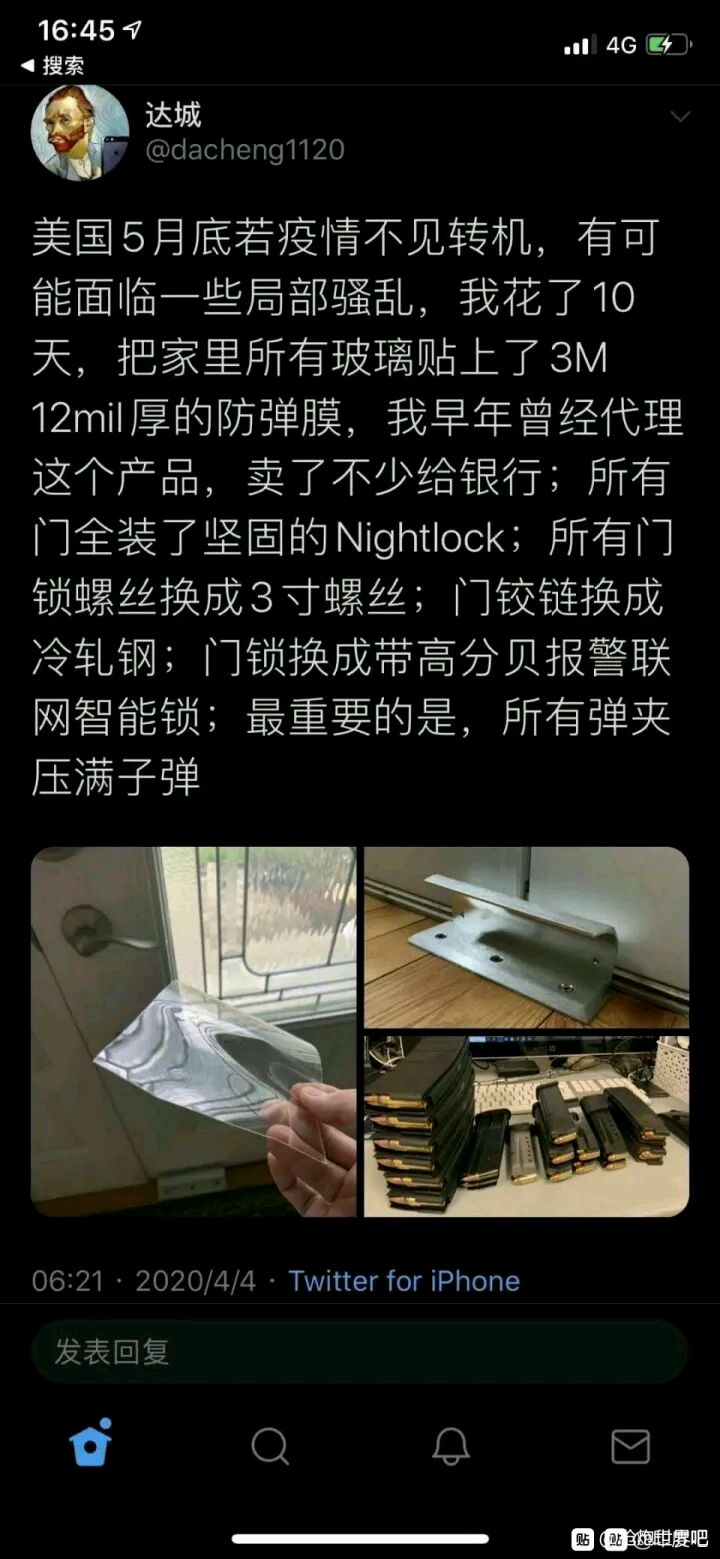 16:45
4G
搜索
达城
@dacheng1120
美国5月底若疫情不见转机，有可
能面临一些局部骚乱，我花了10
天，把家里所有玻璃贴上了3M
12mil厚的防弹膜，我早年曾经代理
这个产品，卖了不少给银行；所有
门全装了坚固的Nightlock；所有门
锁螺丝换成3寸螺丝；门铰链换成
冷轧钢；门锁换成带高分贝报警联
网智能锁；最重要的是，所有弹夹
压满子弹
06:21 · 2020/4/4 · Twitter for iPhone
发表回复